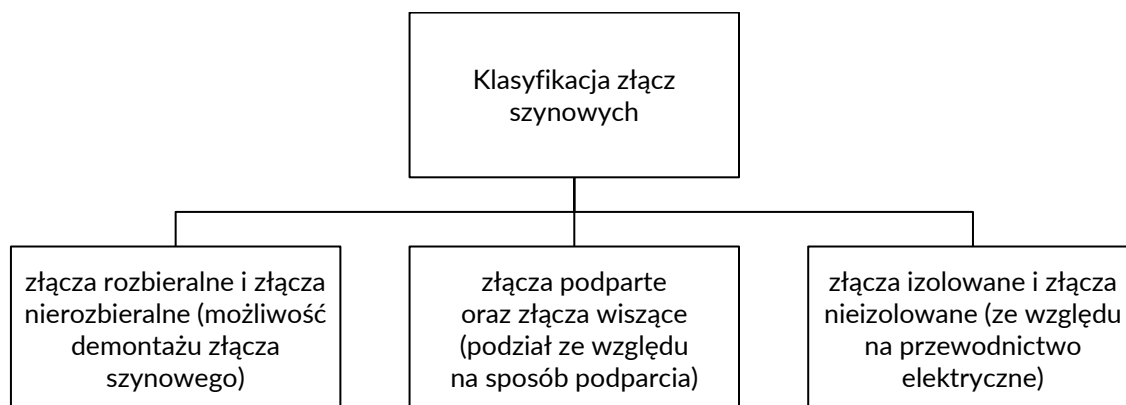 Klasyfikacja złącz
szynowych
złącza rozbieralne i złącza
nierozbieralne (możliwość
demontażu złącza
szynowego)
złącza podparte
oraz złącza wiszące
(podział ze względu
na sposób podparcia)
złącza izolowane i złącza
nieizolowane (ze względu
na przewodnictwo
elektryczne)